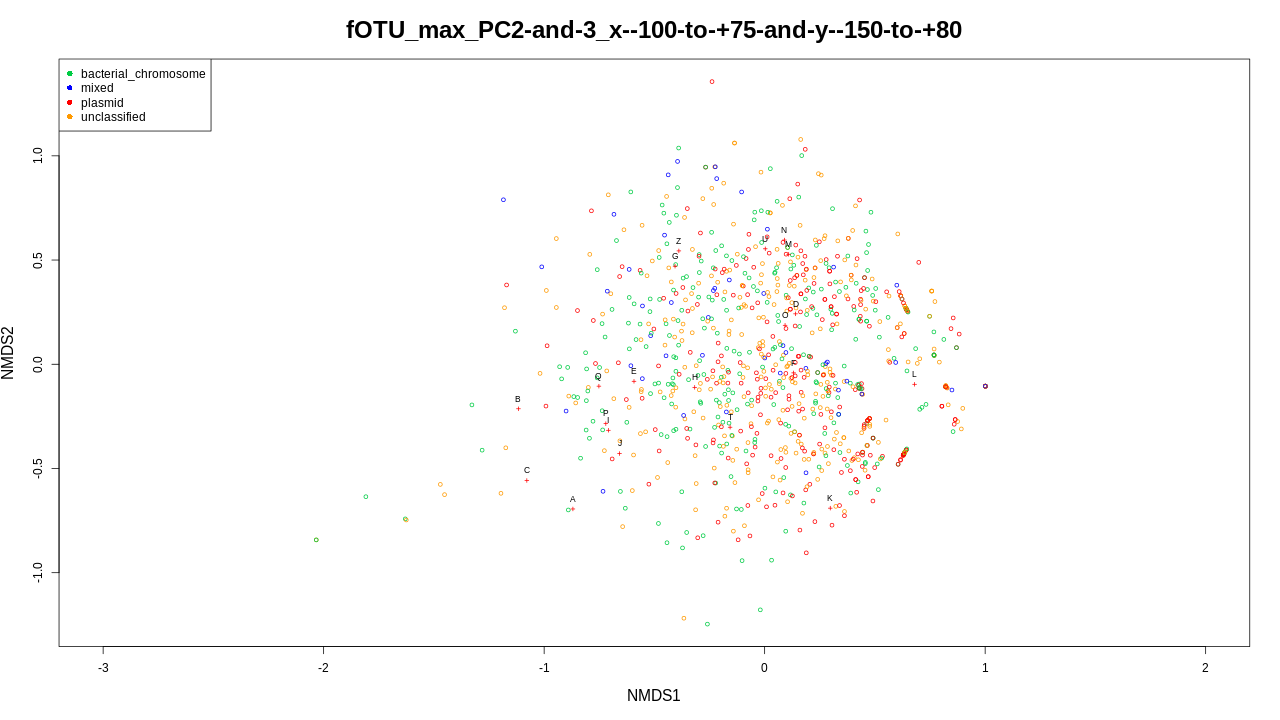 fOTU_max_PC2-and-3_x--100-to-+75-and-y--150-to-+80
bacterial_chromosome
mixed
plasmid
unclassified
NMDS2
1.0
0.5
0.0
-0.5
-1.0
Z
G
U
N
M
D
O
F
Q
E
H
L
B
P
I
T
J
C
A
K
-3
-2
-1
0
1
2
NMDS1